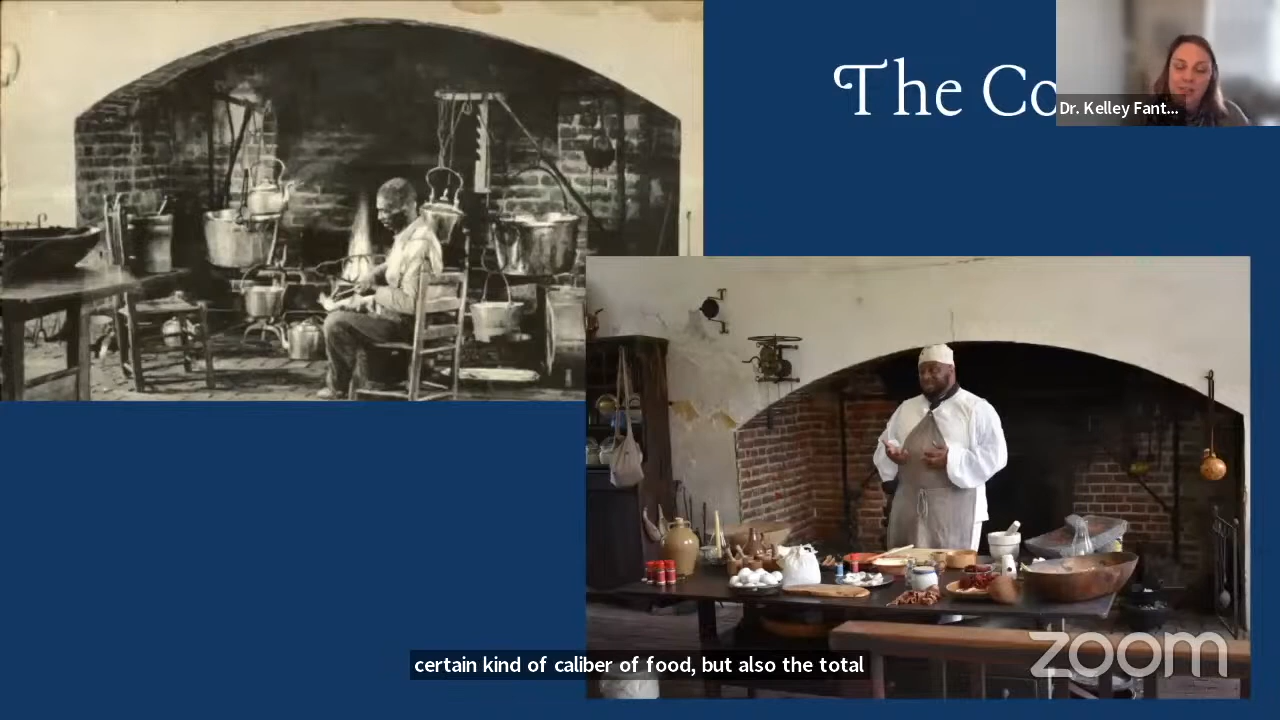 The Co
Dr. Kelley Fant...
certain kind of caliber of food, but also the total
zoom